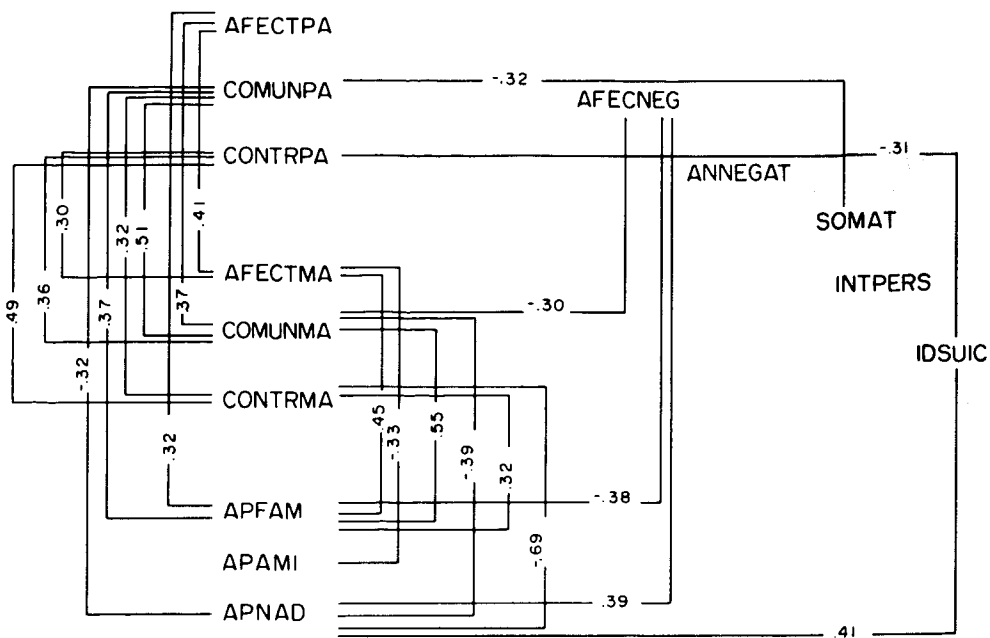 AFECTPA
COMUNPA
-.32
AFECNEG
CONTRPA
-.31
ANNEGAT
.30
.32
.51
.41
SOMAT
AFECTMA
INTPERS
.49
.36
.37
.37
-.30
COMUNMA
IDSUIC
-.32
CONTRMA
.32
.45
-.33
.55
-.39
.32
-.38
APFAM
-.69
APAMI
APNAD
.39
.41